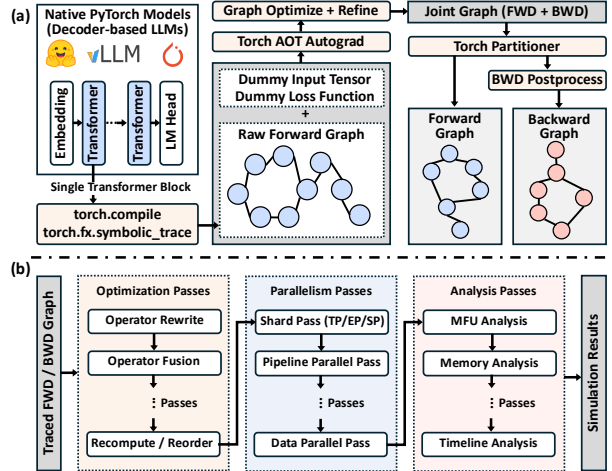 (a)
Native PyTorch Models
(Decoder-based LLMs)
vLLM
Embedding
Transformer
Transformer
LM Head
Single Transformer Block
torch.compile
torch.fx.symbolic_trace
Graph Optimize + Refine
Torch AOT Autograd
Dummy Input Tensor
Dummy Loss Function
+
Raw Forward Graph
Joint Graph (FWD + BWD)
Torch Partitioner
BWD Postprocess
Forward
Graph
Backward
Graph
(b)
Traced FWD / BWD Graph
Optimization Passes
Operator Rewrite
Operator Fusion
⋮ Passes
Recompute / Reorder
Parallelism Passes
Shard Pass (TP/EP/SP)
Pipeline Parallel Pass
⋮ Passes
Data Parallel Pass
Analysis Passes
MFU Analysis
Memory Analysis
⋮ Passes
Timeline Analysis
Simulation Results